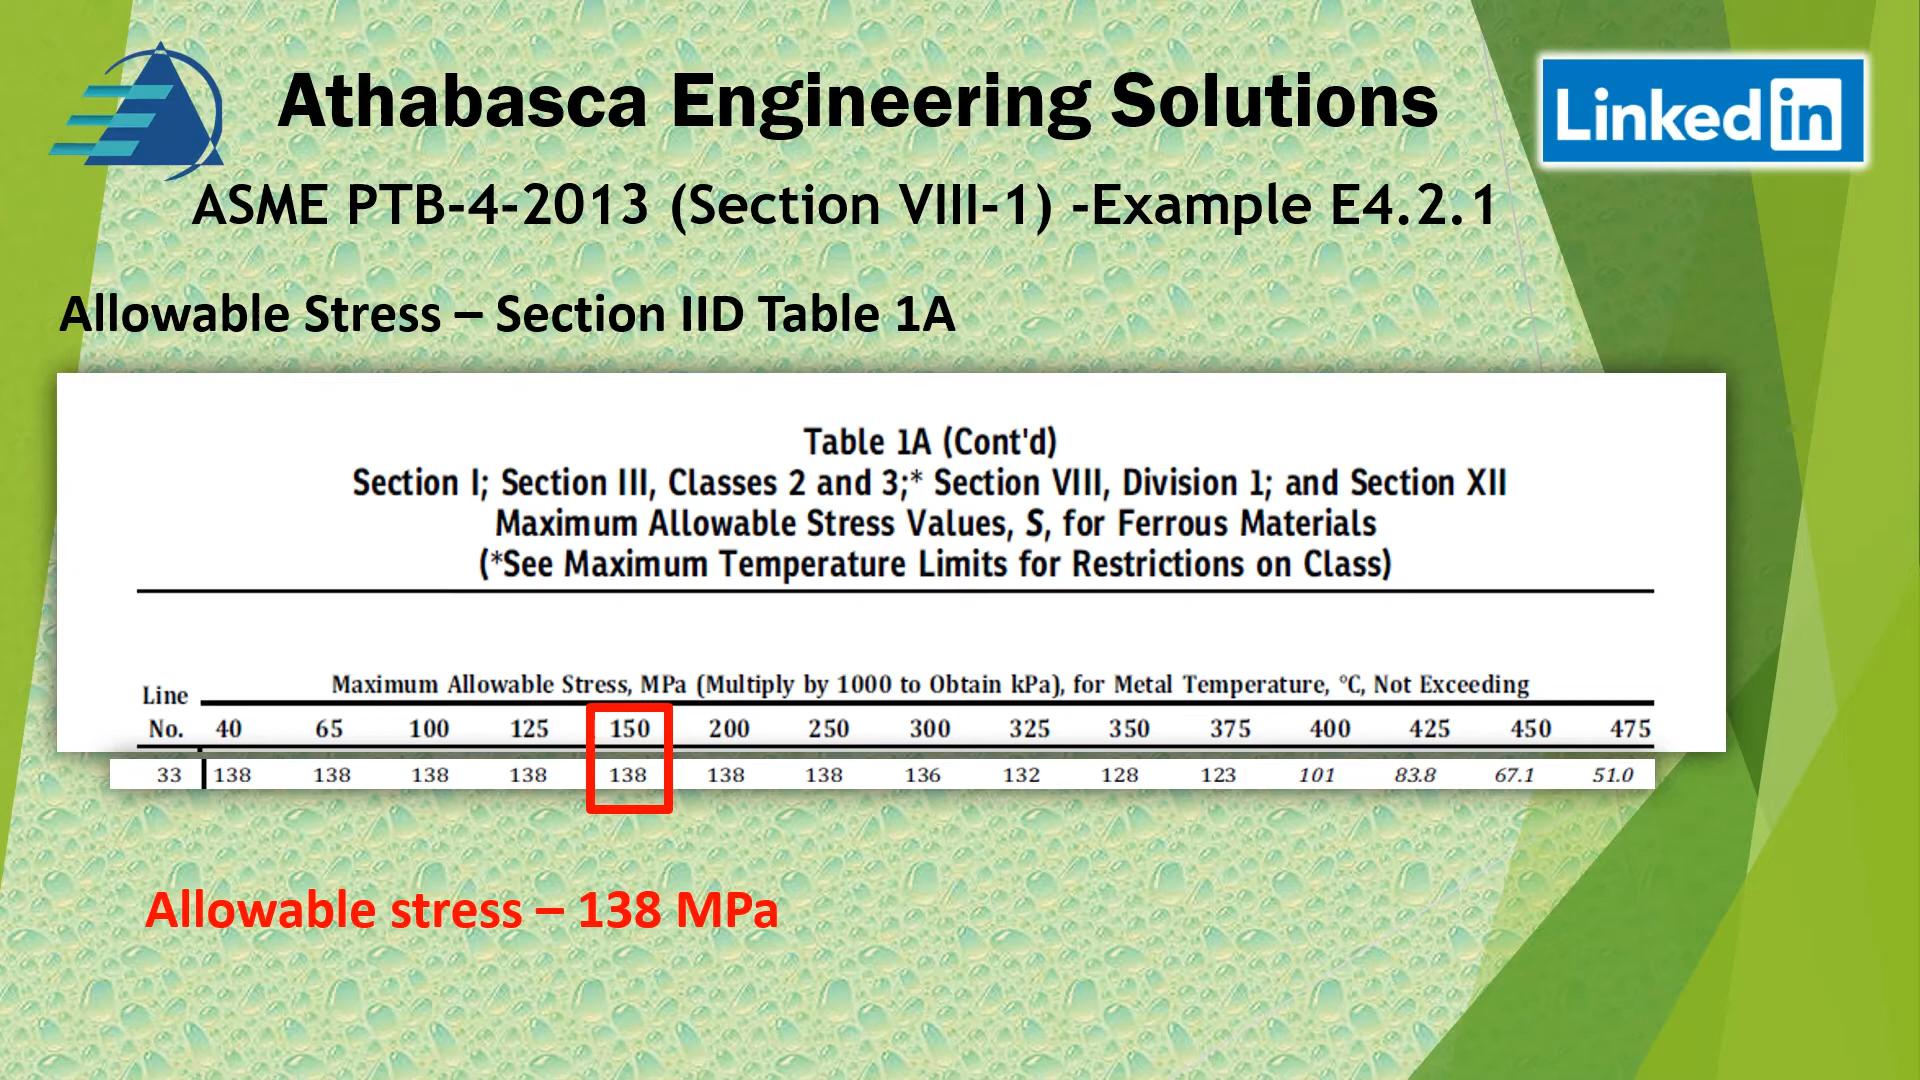 Athabasca Engineering Solutions
Linked in
ASME PTB-4-2013 (Section VIII-1) -Example E4.2.1
Allowable Stress – Section IID Table 1A
Table 1A (Cont'd)
Section I; Section III, Classes 2 and 3;* Section VIII, Division 1; and Section XII
Maximum Allowable Stress Values, S, for Ferrous Materials
(*See Maximum Temperature Limits for Restrictions on Class)
Maximum Allowable Stress, MPa (Multiply by 1000 to Obtain kPa), for Metal Temperature, °C, Not Exceeding
Line
No. 40 65 100 125 150 200 250 300 325 350 375 400 425 450 475
33 138 138 138 138 138 138 138 136 132 128 123 101 83.8 67.1 51.0
Allowable stress – 138 MPa